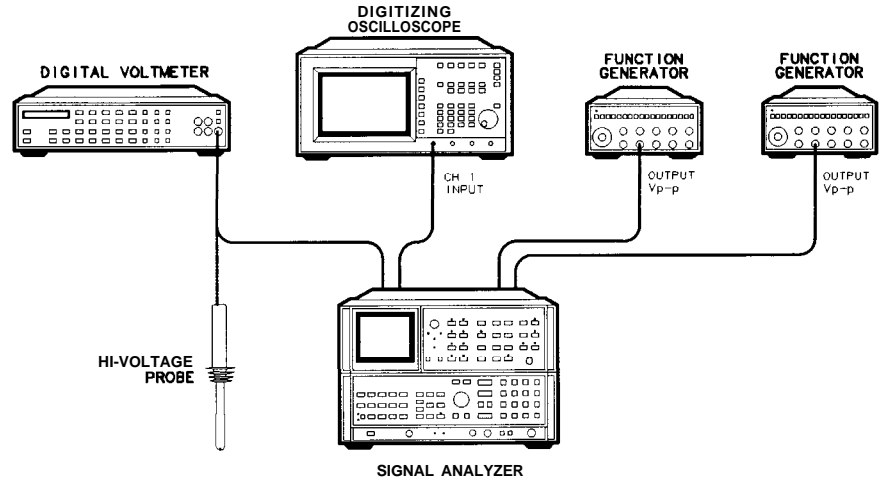 DIGITIZING
OSCILLOSCOPE
DIGITAL VOLTMETER
FUNCTION
GENERATOR
FUNCTION
GENERATOR
CH 1
INPUT
OUTPUT
Vp-p
OUTPUT
Vp-p
HI-VOLTAGE
PROBE
SIGNAL ANALYZER